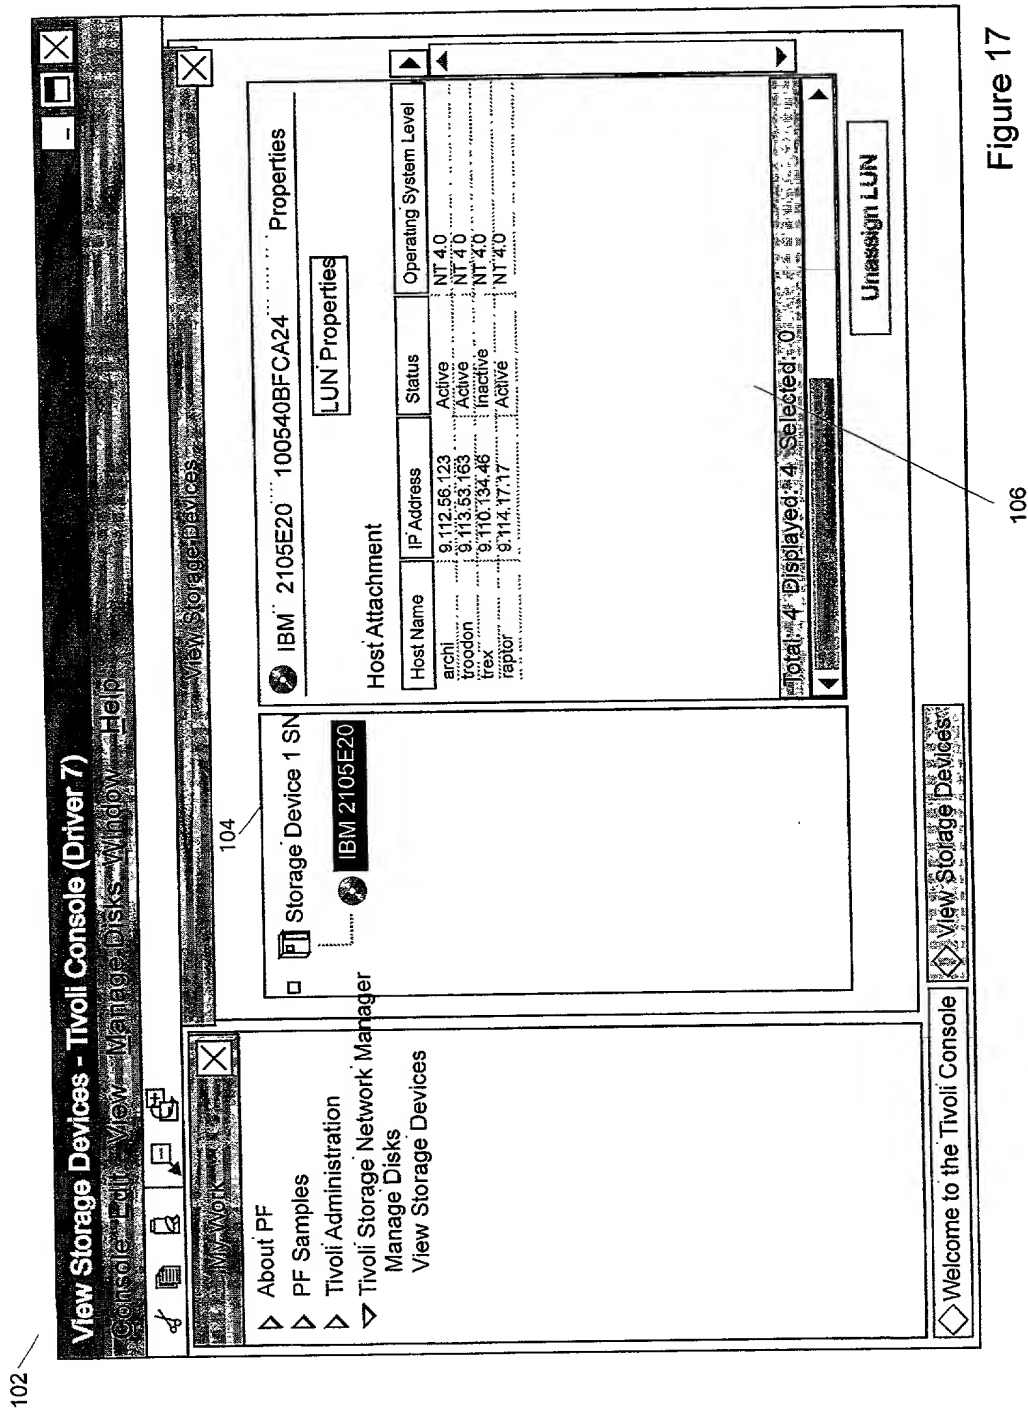 102
View Storage Devices - Tivoli Console (Driver 7)
Console Edit View Manage Disks Window Help
My Work
About PF
PF Samples
Tivoli Administration
Tivoli Storage Network Manager
Manage Disks
View Storage Devices
View Storage Devices
104
Storage Device 1 SN
IBM 2105E20
IBM 2105E20 100540BFCA24 Properties
LUN Properties
Host Attachment
Host Name IP Address Status Operating System Level
archi 9.112.56.123 Active NT 4.0
troodon 9.113.53.163 Active NT 4.0
trex 9.110.134.46 Inactive NT 4.0
raptor 9.114.17.17 Active NT 4.0
Total: 4 Displayed: 4 Selected: 0
Unassign LUN
Welcome to the Tivoli Console
View Storage Devices
106
Figure 17